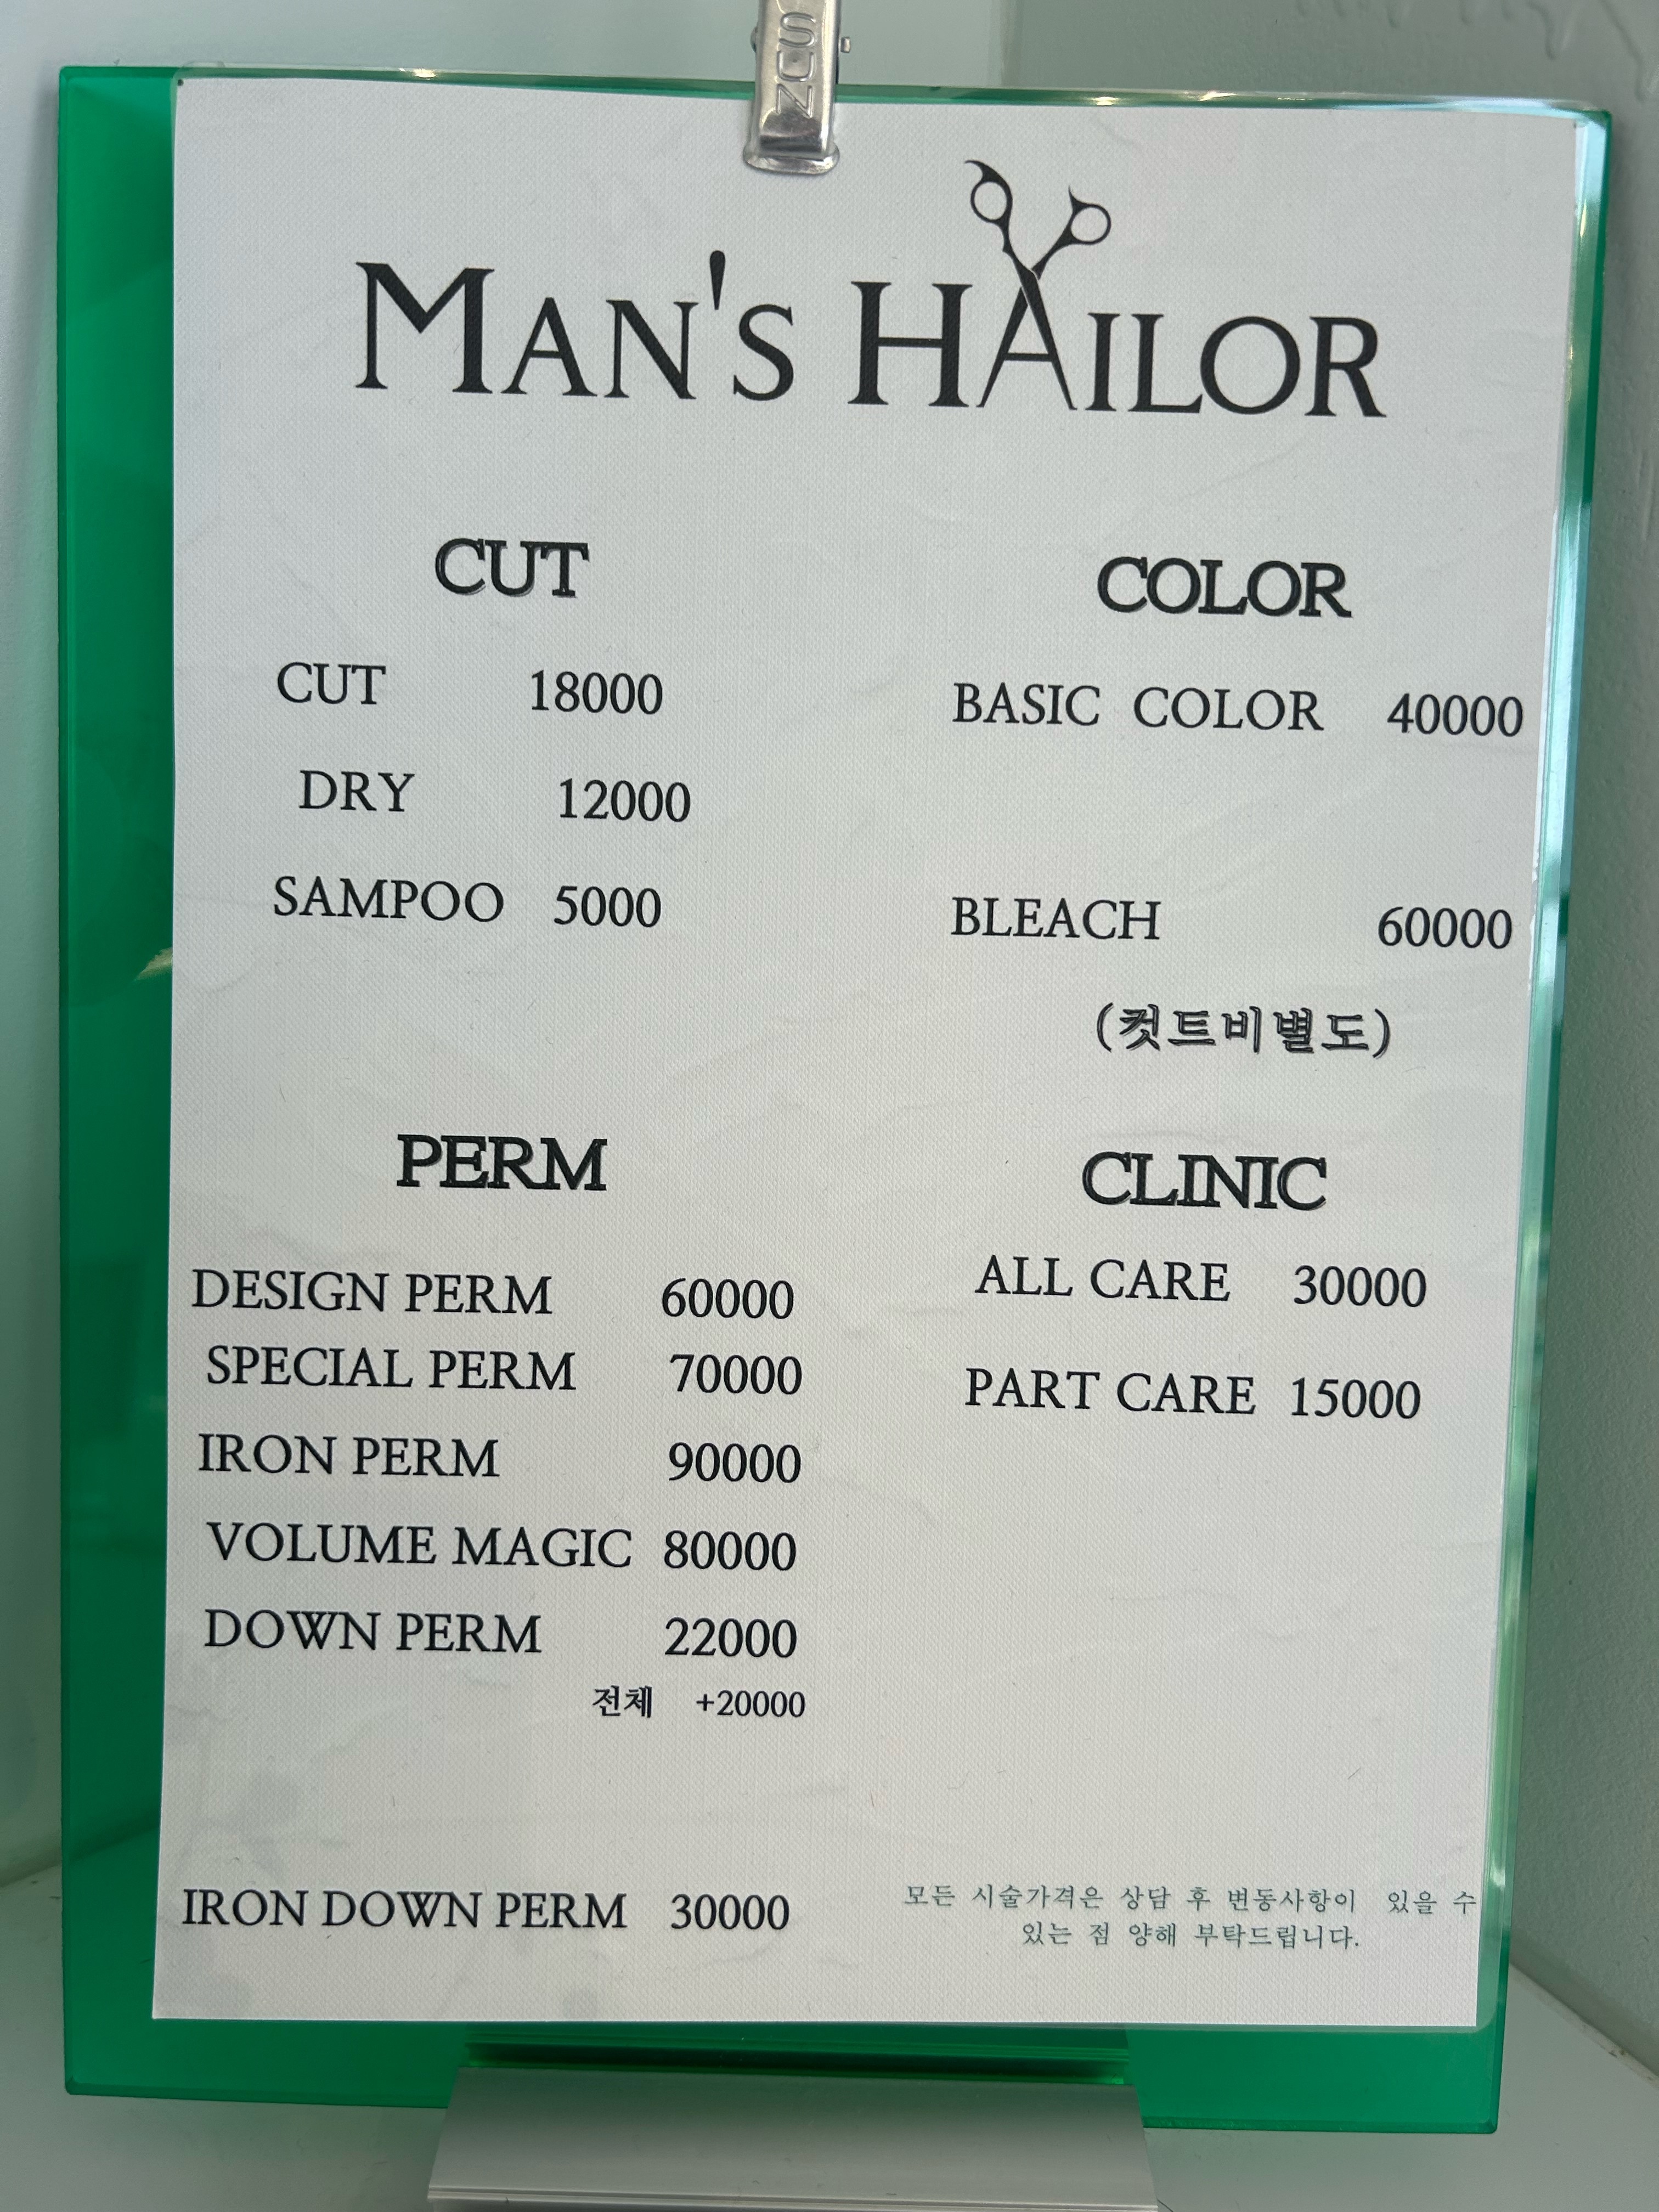 SUN
MAN'S HAILOR
CUT
CUT 18000
DRY 12000
SAMPOO 5000
COLOR
BASIC COLOR 40000
BLEACH 60000
(컷트비별도)
PERM
DESIGN PERM 60000
SPECIAL PERM 70000
IRON PERM 90000
VOLUME MAGIC 80000
DOWN PERM 22000
전체 +20000
IRON DOWN PERM 30000
CLINIC
ALL CARE 30000
PART CARE 15000
모든 시술가격은 상담 후 변동사항이 있을 수
있는 점 양해 부탁드립니다.